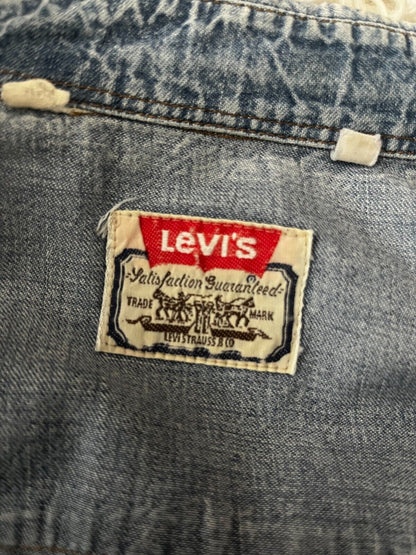 LeVI'S
Satisfaction Guaranteed
TRADE MARK
LEVI STRAUSS & CO